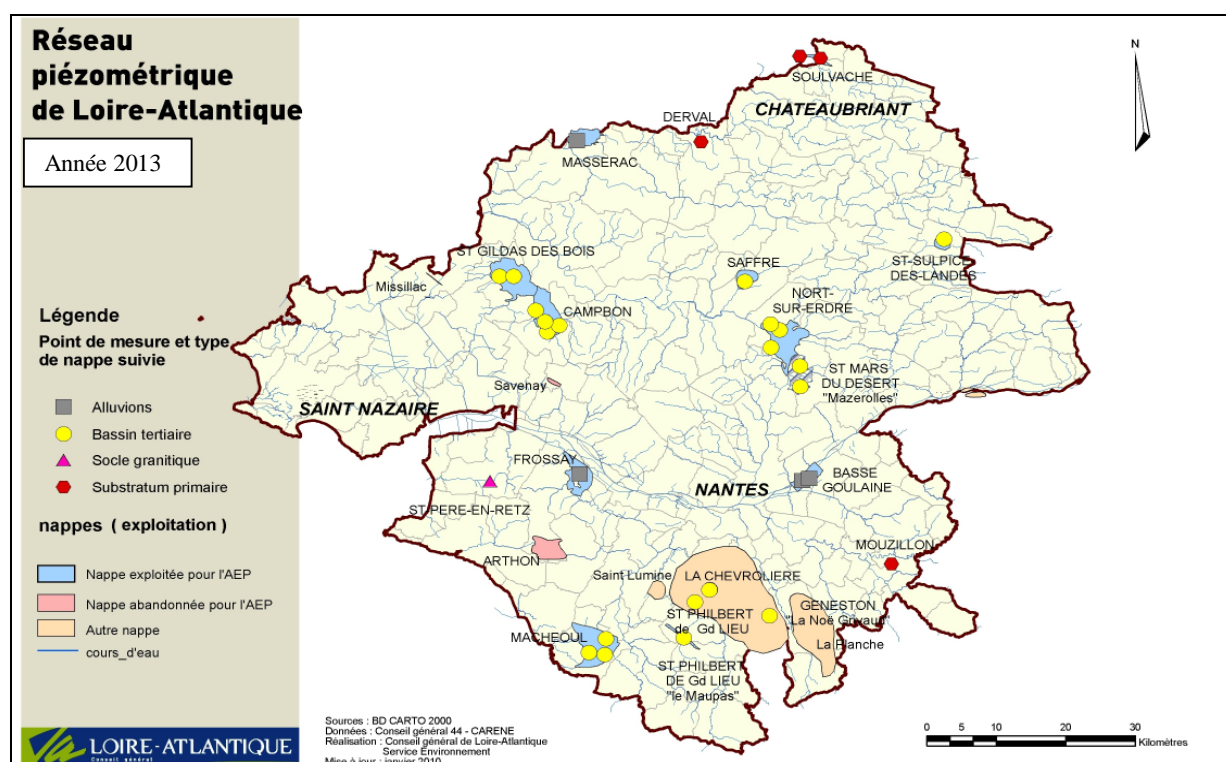 Réseau
piézométrique
de Loire-Atlantique
Année 2013
Légende
Point de mesure et type
de nappe suivie
Alluvions
Bassin tertiaire
Socle granitique
Substratum primaire
nappes ( exploitation )
Nappe exploitée pour l'AEP
Nappe abandonnée pour l'AEP
Autre nappe
cours_d'eau
LOIRE-ATLANTIQUE
Conseil général
N
SOULVACHE
CHATEAUBRIANT
DERVAL
MASSERAC
ST GILDAS DES BOIS
Missillac
SAFFRE
ST-SULPICE
DES-LANDES
NORT-
SUR-ERDRE
CAMPBON
ST MARS
DU DESERT
"Mazerolles"
Savenay
SAINT NAZAIRE
FROSSAY
BASSE
GOULAINE
NANTES
ST PERE-EN-RETZ
MOUZILLON
ARTHON
Saint Lumine
LA CHEVROLIERE
ST PHILBERT
de Gd LIEU
GENESTON
"La Noë Gruyaud"
La Planche
MACHEOUL
ST PHILBERT
DE Gd LIEU
"le Maupas"
Sources : BD CARTO 2000
Données : Conseil général 44 - CARENE
Réalisation : Conseil général de Loire-Atlantique
Service Environnement
Mise à jour : janvier 2010
0 5 10 20 30
Kilomètres